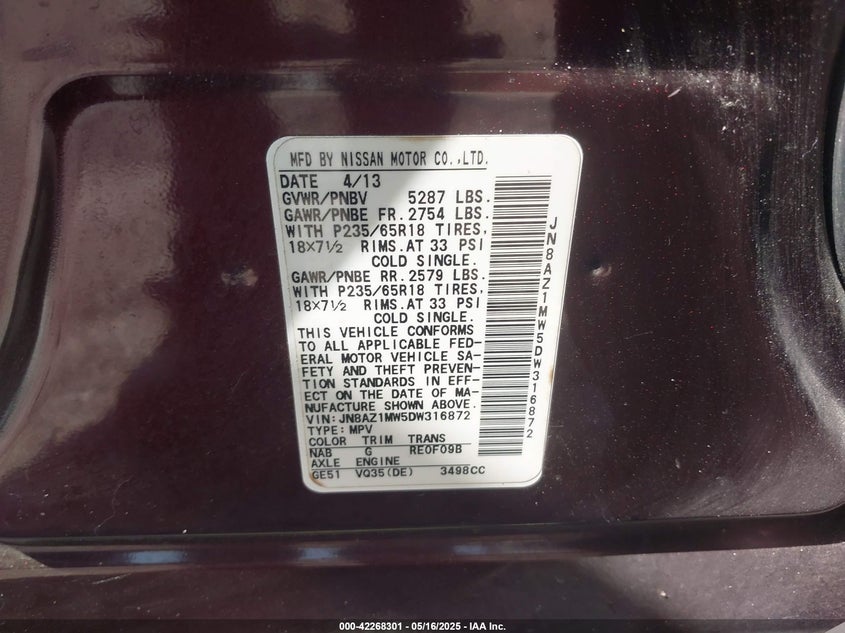 MFD BY NISSAN MOTOR CO.,LTD.
DATE 4/13
GVWR/PNBV 5287 LBS.
GAWR/PNBE FR. 2754 LBS.
WITH P235/65R18 TIRES,
18×7½ RIMS.AT 33 PSI
COLD SINGLE.
GAWR/PNBE RR. 2579 LBS.
WITH P235/65R18 TIRES,
18×7½ RIMS.AT 33 PSI
COLD SINGLE.
THIS VEHICLE CONFORMS
TO ALL APPLICABLE FED-
ERAL MOTOR VEHICLE SA-
FETY AND THEFT PREVEN-
TION STANDARDS IN EFF-
ECT ON THE DATE OF MA-
NUFACTURE SHOWN ABOVE.
VIN: JN8AZ1MW5DW316872
TYPE: MPV
COLOR TRIM TRANS
NAB G RE0F09B
AXLE ENGINE
GE51 VQ35(DE) 3498CC
JN8AZ1MW5DW316872
000-42268301 - 05/16/2025 - IAA Inc.